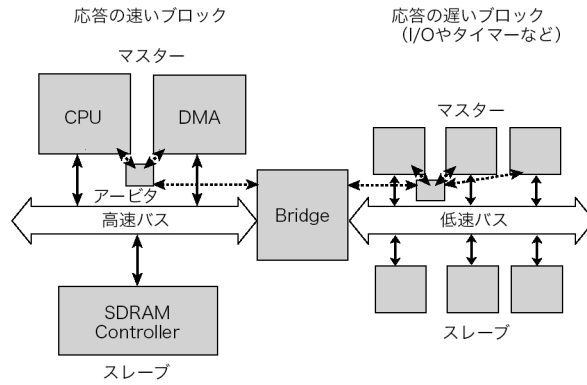 応答の速いブロック
応答の遅いブロック
(I/Oやタイマーなど)
マスター
マスター
CPU
DMA
アービタ
高速バス
Bridge
低速バス
SDRAM
Controller
スレーブ
スレーブ